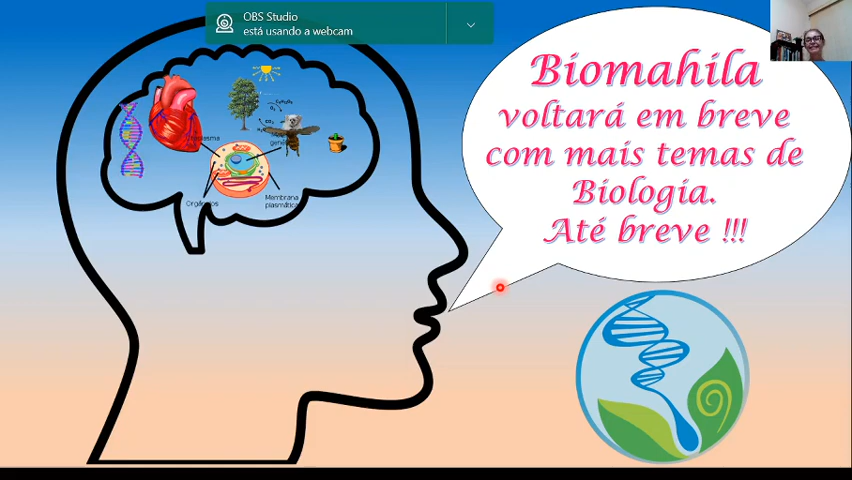 OBS Studio
está usando a webcam
Biomahila
voltará em breve
com mais temas de
Biologia.
Até breve !!!
Membrana
plasmática